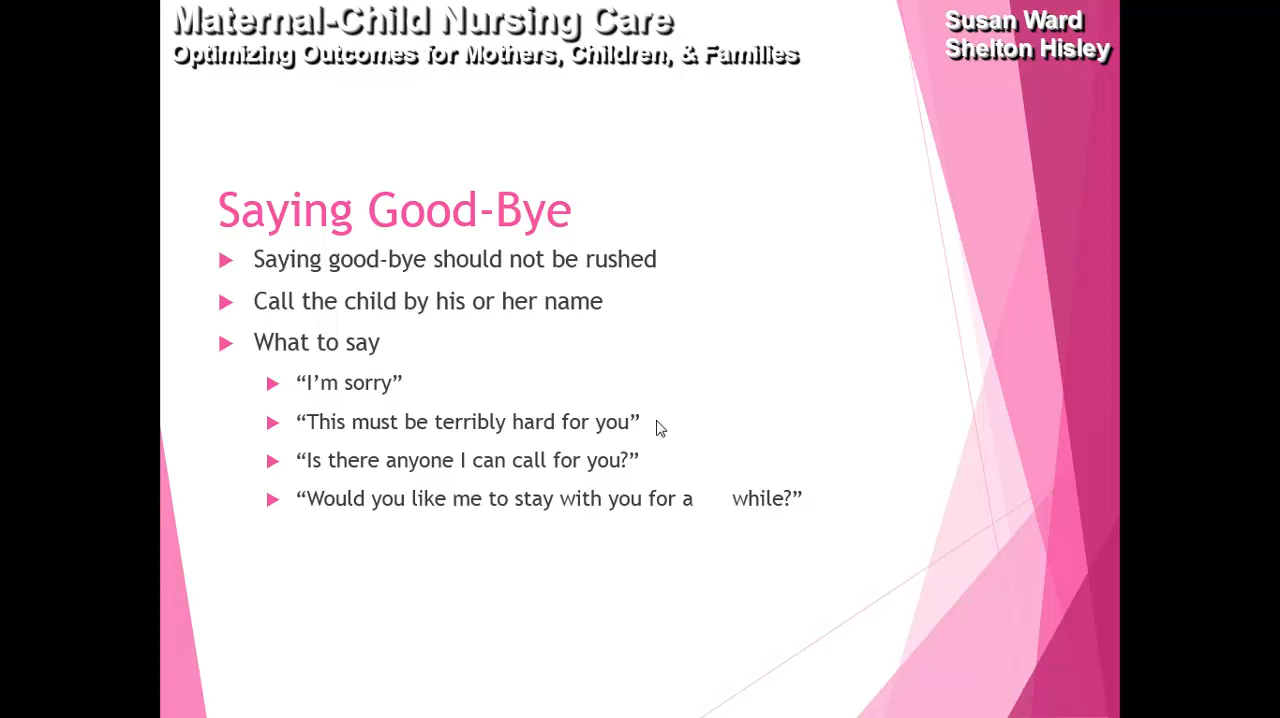 Maternal-Child Nursing Care
Optimizing Outcomes for Mothers, Children, & Families
Susan Ward
Shelton Hisley
Saying Good-Bye
Saying good-bye should not be rushed
Call the child by his or her name
What to say
“I’m sorry”
“This must be terribly hard for you”
“Is there anyone I can call for you?”
“Would you like me to stay with you for a while?”